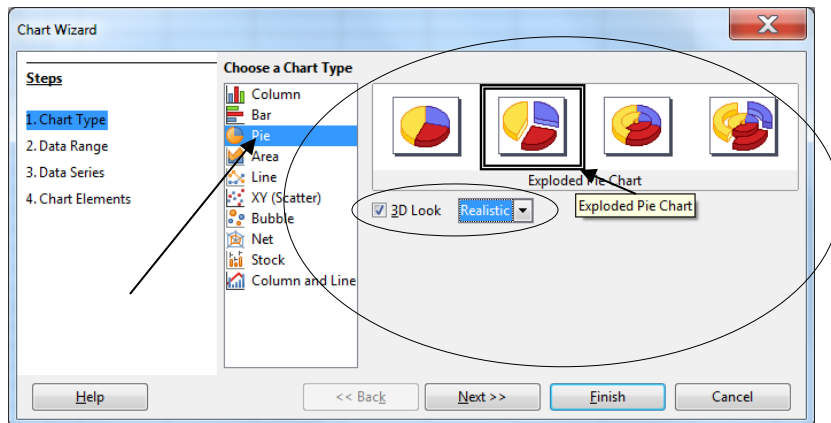 Chart Wizard
Steps
1. Chart Type
2. Data Range
3. Data Series
4. Chart Elements
Choose a Chart Type
Column
Bar
Pie
Area
Line
XY (Scatter)
Bubble
Net
Stock
Column and Line
Exploded Pie Chart
3D Look Realistic
Exploded Pie Chart
Help << Back Next >> Finish Cancel